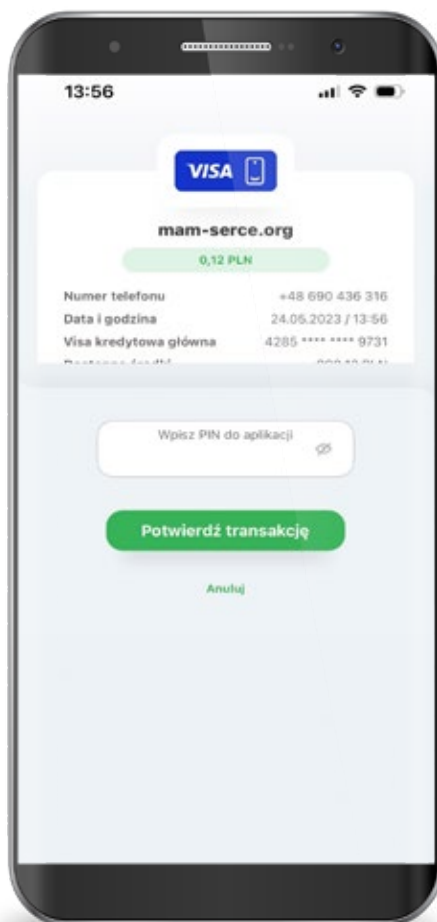 13:56
VISA
mam-serce.org
0,12 PLN
Numer telefonu +48 690 436 316
Data i godzina 24.05.2023 / 13:56
Visa kredytowa główna 4285 **** **** 9731
Wpisz PIN do aplikacji
Potwierdź transakcję
Anuluj